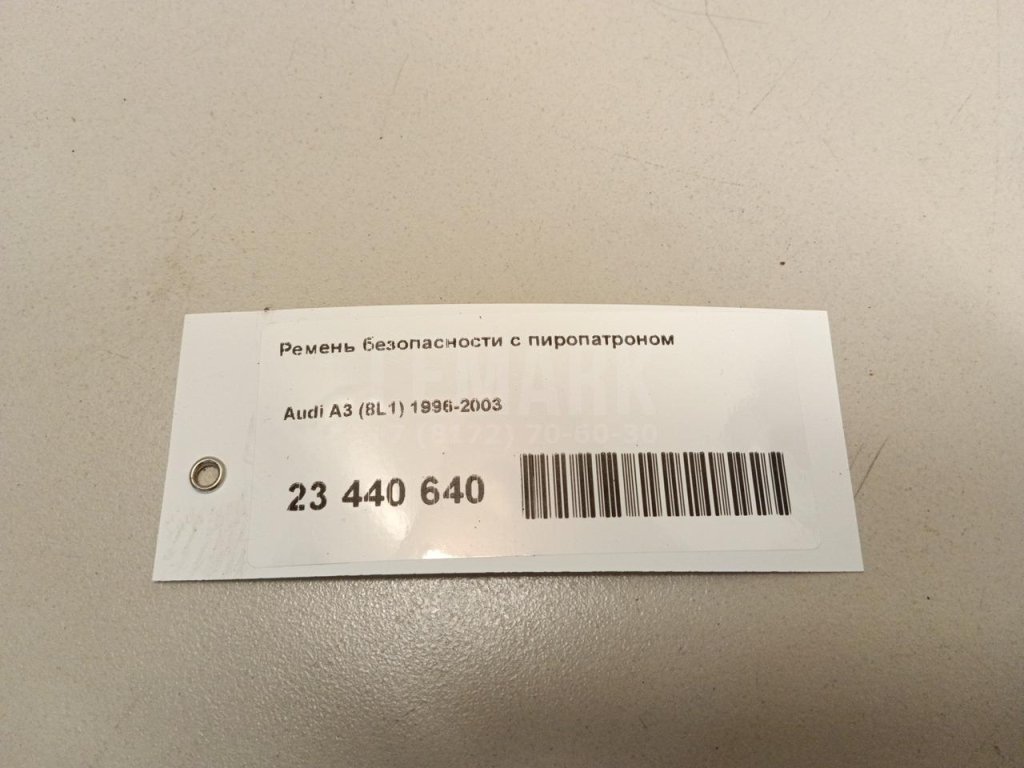 Ремень безопасности с пиропатроном
Audi A3 (8L1) 1996-2003
23 440 640